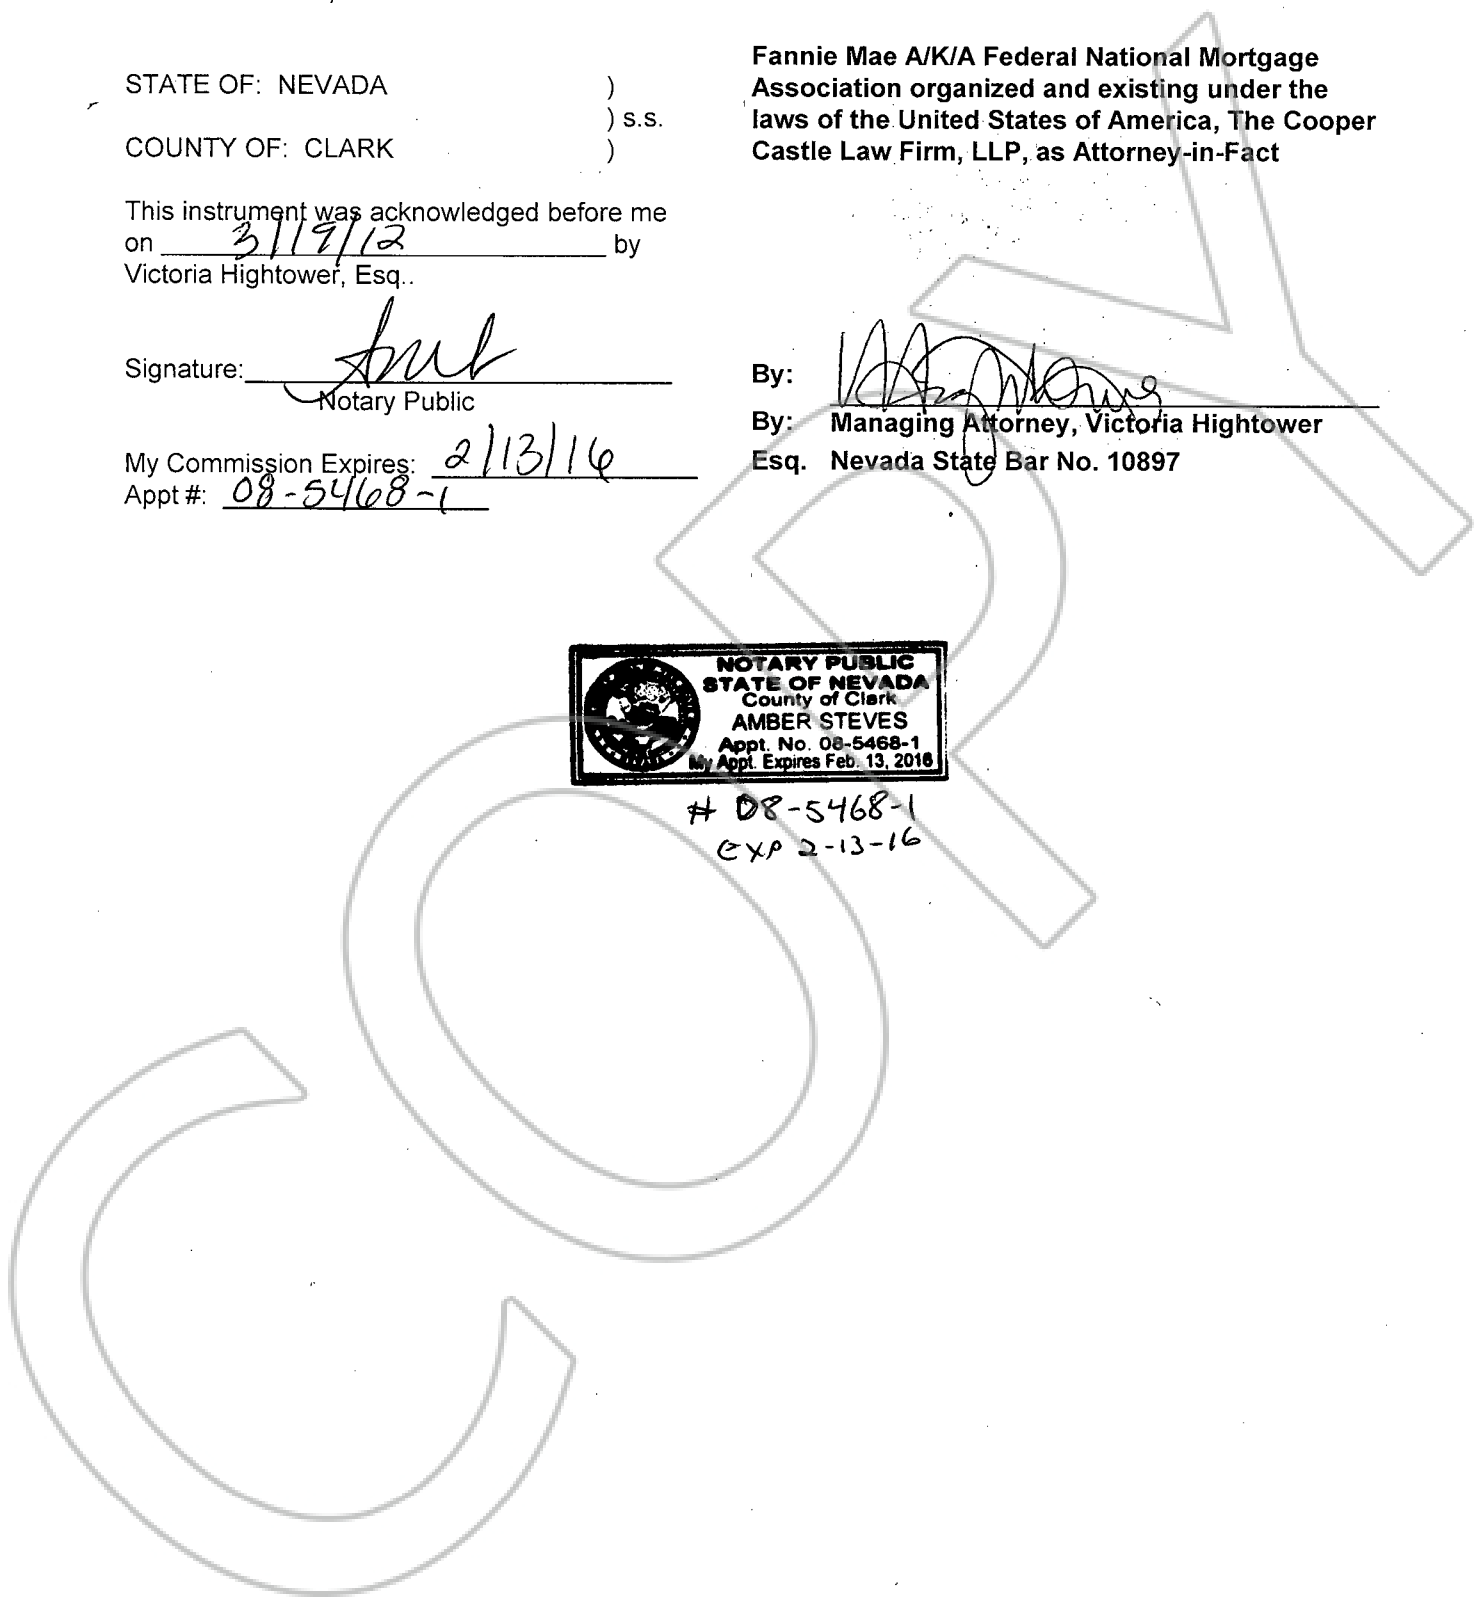 STATE OF: NEVADA )
) s.s.
COUNTY OF: CLARK )
This instrument was acknowledged before me
on 3/19/12 by
Victoria Hightower, Esq..
Signature:
Notary Public
My Commission Expires: 2/13/16
Appt #: 08-5468-1
Fannie Mae A/K/A Federal National Mortgage
Association organized and existing under the
laws of the United States of America, The Cooper
Castle Law Firm, LLP, as Attorney-in-Fact
By:
By: Managing Attorney, Victoria Hightower
Esq. Nevada State Bar No. 10897
NOTARY PUBLIC
STATE OF NEVADA
County of Clark
AMBER STEVES
Appt. No. 08-5468-1
My Appt. Expires Feb. 13, 2016
# 08-5468-1
EXP 2-13-16
COPY